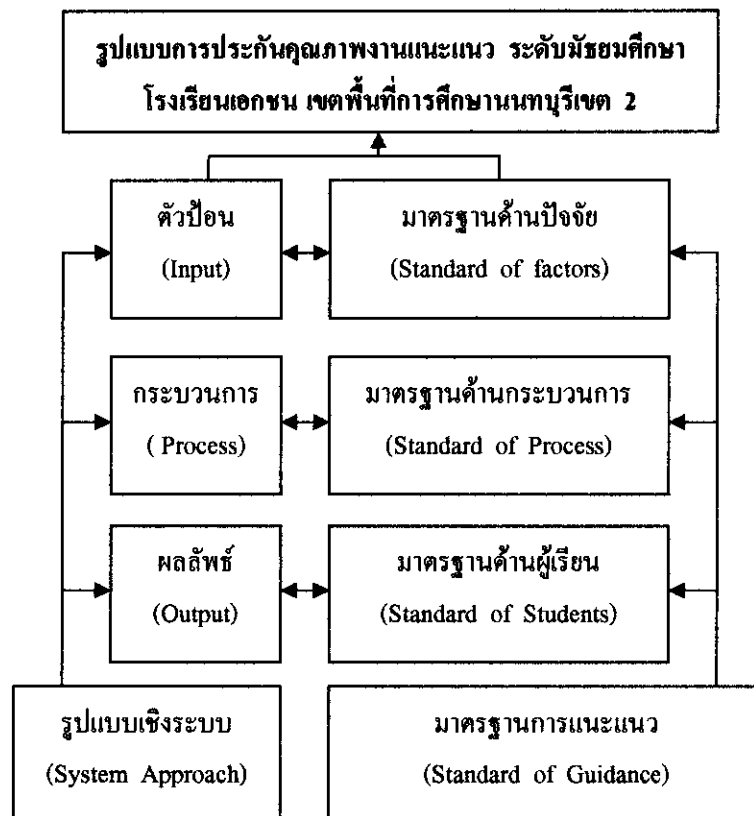 รูปแบบการประกันคุณภาพงานแนะแนว ระดับมัธยมศึกษา
โรงเรียนเอกชน เขตพื้นที่การศึกษานนทบุรีเขต 2
ตัวป้อน
(Input)
มาตรฐานด้านปัจจัย
(Standard of factors)
กระบวนการ
( Process)
มาตรฐานด้านกระบวนการ
(Standard of Process)
ผลลัพธ์
(Output)
มาตรฐานด้านผู้เรียน
(Standard of Students)
รูปแบบเชิงระบบ
(System Approach)
มาตรฐานการแนะแนว
(Standard of Guidance)